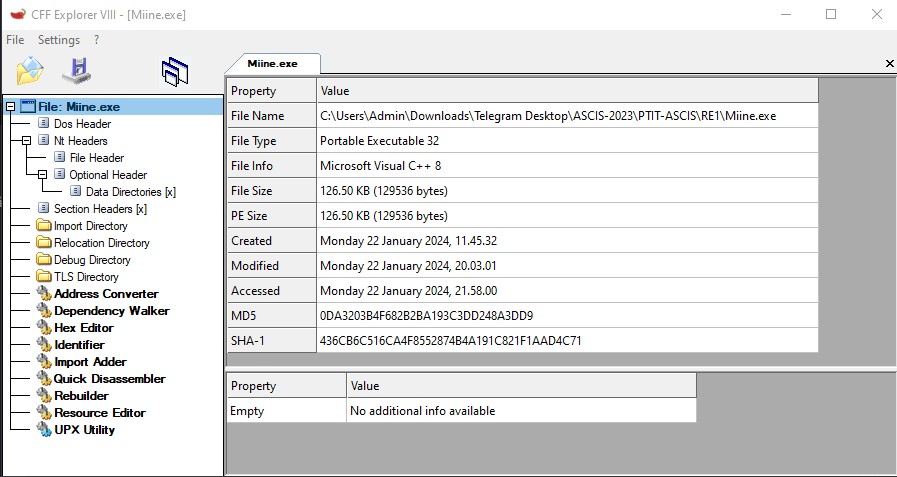 CFF Explorer VIII - [Miine.exe]
File Settings ?
Miine.exe
File: Miine.exe
Dos Header
Nt Headers
File Header
Optional Header
Data Directories [x]
Section Headers [x]
Import Directory
Relocation Directory
Debug Directory
TLS Directory
Address Converter
Dependency Walker
Hex Editor
Identifier
Import Adder
Quick Disassembler
Rebuilder
Resource Editor
UPX Utility
Property Value
File Name C:\Users\Admin\Downloads\Telegram Desktop\ASCIS-2023\PTIT-ASCIS\RE1\Miine.exe
File Type Portable Executable 32
File Info Microsoft Visual C++ 8
File Size 126.50 KB (129536 bytes)
PE Size 126.50 KB (129536 bytes)
Created Monday 22 January 2024, 11.45.32
Modified Monday 22 January 2024, 20.03.01
Accessed Monday 22 January 2024, 21.58.00
MD5 0DA3203B4F682B2BA193C3DD248A3DD9
SHA-1 436CB6C516CA4F8552874B4A191C821F1AAD4C71
Property Value
Empty No additional info available